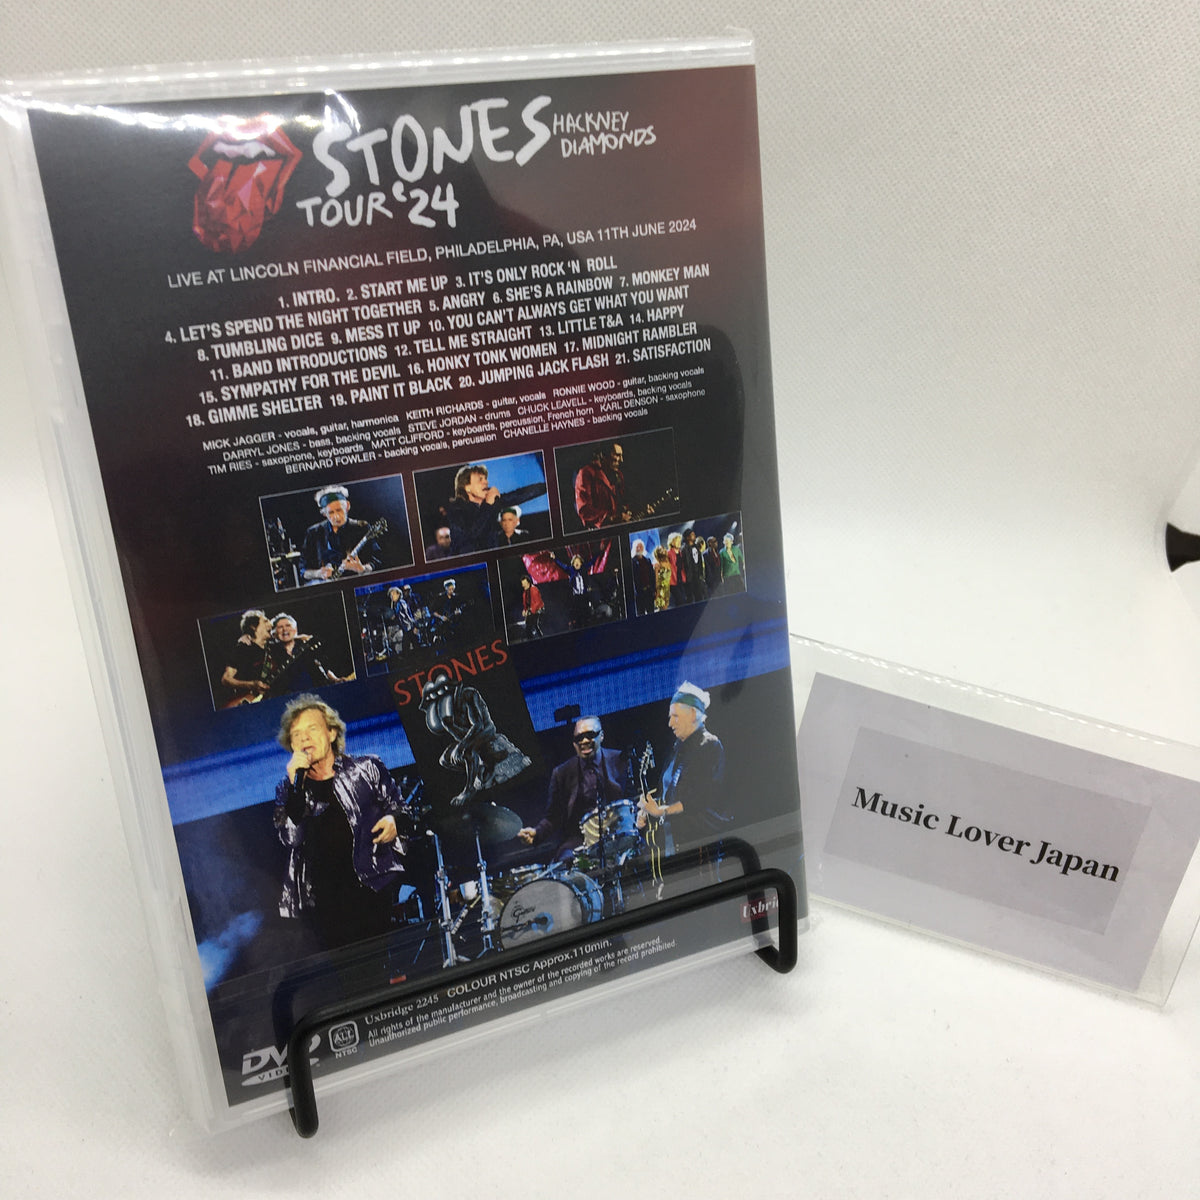 STONES
HACKNEY
DIAMONDS
TOUR '24
LIVE AT LINCOLN FINANCIAL FIELD, PHILADELPHIA, PA, USA 11TH JUNE 2024
1. INTRO. 2. START ME UP 3. IT'S ONLY ROCK 'N ROLL
4. LET'S SPEND THE NIGHT TOGETHER 5. ANGRY 6. SHE'S A RAINBOW 7. MONKEY MAN
8. TUMBLING DICE 9. MESS IT UP 10. YOU CAN'T ALWAYS GET WHAT YOU WANT
11. BAND INTRODUCTIONS 12. TELL ME STRAIGHT 13. LITTLE T&A 14. HAPPY
15. SYMPATHY FOR THE DEVIL 16. HONKY TONK WOMEN 17. MIDNIGHT RAMBLER
18. GIMME SHELTER 19. PAINT IT BLACK 20. JUMPING JACK FLASH 21. SATISFACTION
MICK JAGGER - vocals, guitar, harmonica KEITH RICHARDS - guitar, vocals RONNIE WOOD - guitar, backing vocals
DARRYL JONES - bass, backing vocals STEVE JORDAN - drums CHUCK LEAVELL - keyboards, backing vocals
TIM RIES - saxophone, keyboards MATT CLIFFORD - keyboards, percussion, French horn KARL DENSON - saxophone
BERNARD FOWLER - backing vocals, percussion CHANELLE HAYNES - backing vocals
STONES
Music Lover Japan
Gretsch
Uxbri
Uxbridge 2245 COLOUR NTSC Approx.110min.
All rights of the manufacturer and the owner of the recorded works are reserved.
Unauthorized public performance, broadcasting and copying of the record prohibited.
DVD
VIDEO
ALL
NTSC